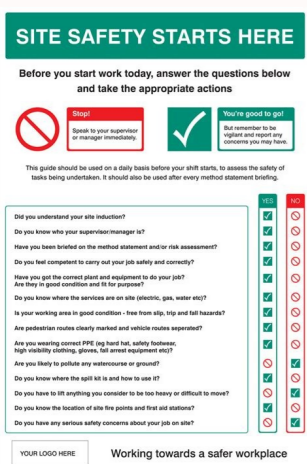 SITE SAFETY STARTS HERE
Before you start work today, answer the questions below
and take the appropriate actions
Stop!
Speak to your supervisor
or manager immediately.
You're good to go!
But remember to be
vigilant and report any
concerns you may have.
This guide should be used on a daily basis before your shift starts, to assess the safety of
tasks being undertaken. It should also be used after every method statement briefing.
YES
NO
Did you understand your site induction?
Do you know who your supervisor/manager is?
Have you been briefed on the method statement and/or risk assessment?
Do you feel competent to carry out your job safely and correctly?
Have you got the correct plant and equipment to do your job?
Are they in good condition and fit for purpose?
Do you know where the services are on site (electric, gas, water etc)?
Is your working area in good condition - free from slip, trip and fall hazards?
Are pedestrian routes clearly marked and vehicle routes seperated?
Are you wearing correct PPE (eg hard hat, safety footwear,
high visibility clothing, gloves, fall arrest equipment etc)?
Are you likely to pollute any watercourse or ground?
Do you know where the spill kit is and how to use it?
Do you have to lift anything you consider to be too heavy or difficult to move?
Do you know the location of site fire points and first aid stations?
Do you have any serious safety concerns about your job on site?
YOUR LOGO HERE
Working towards a safer workplace